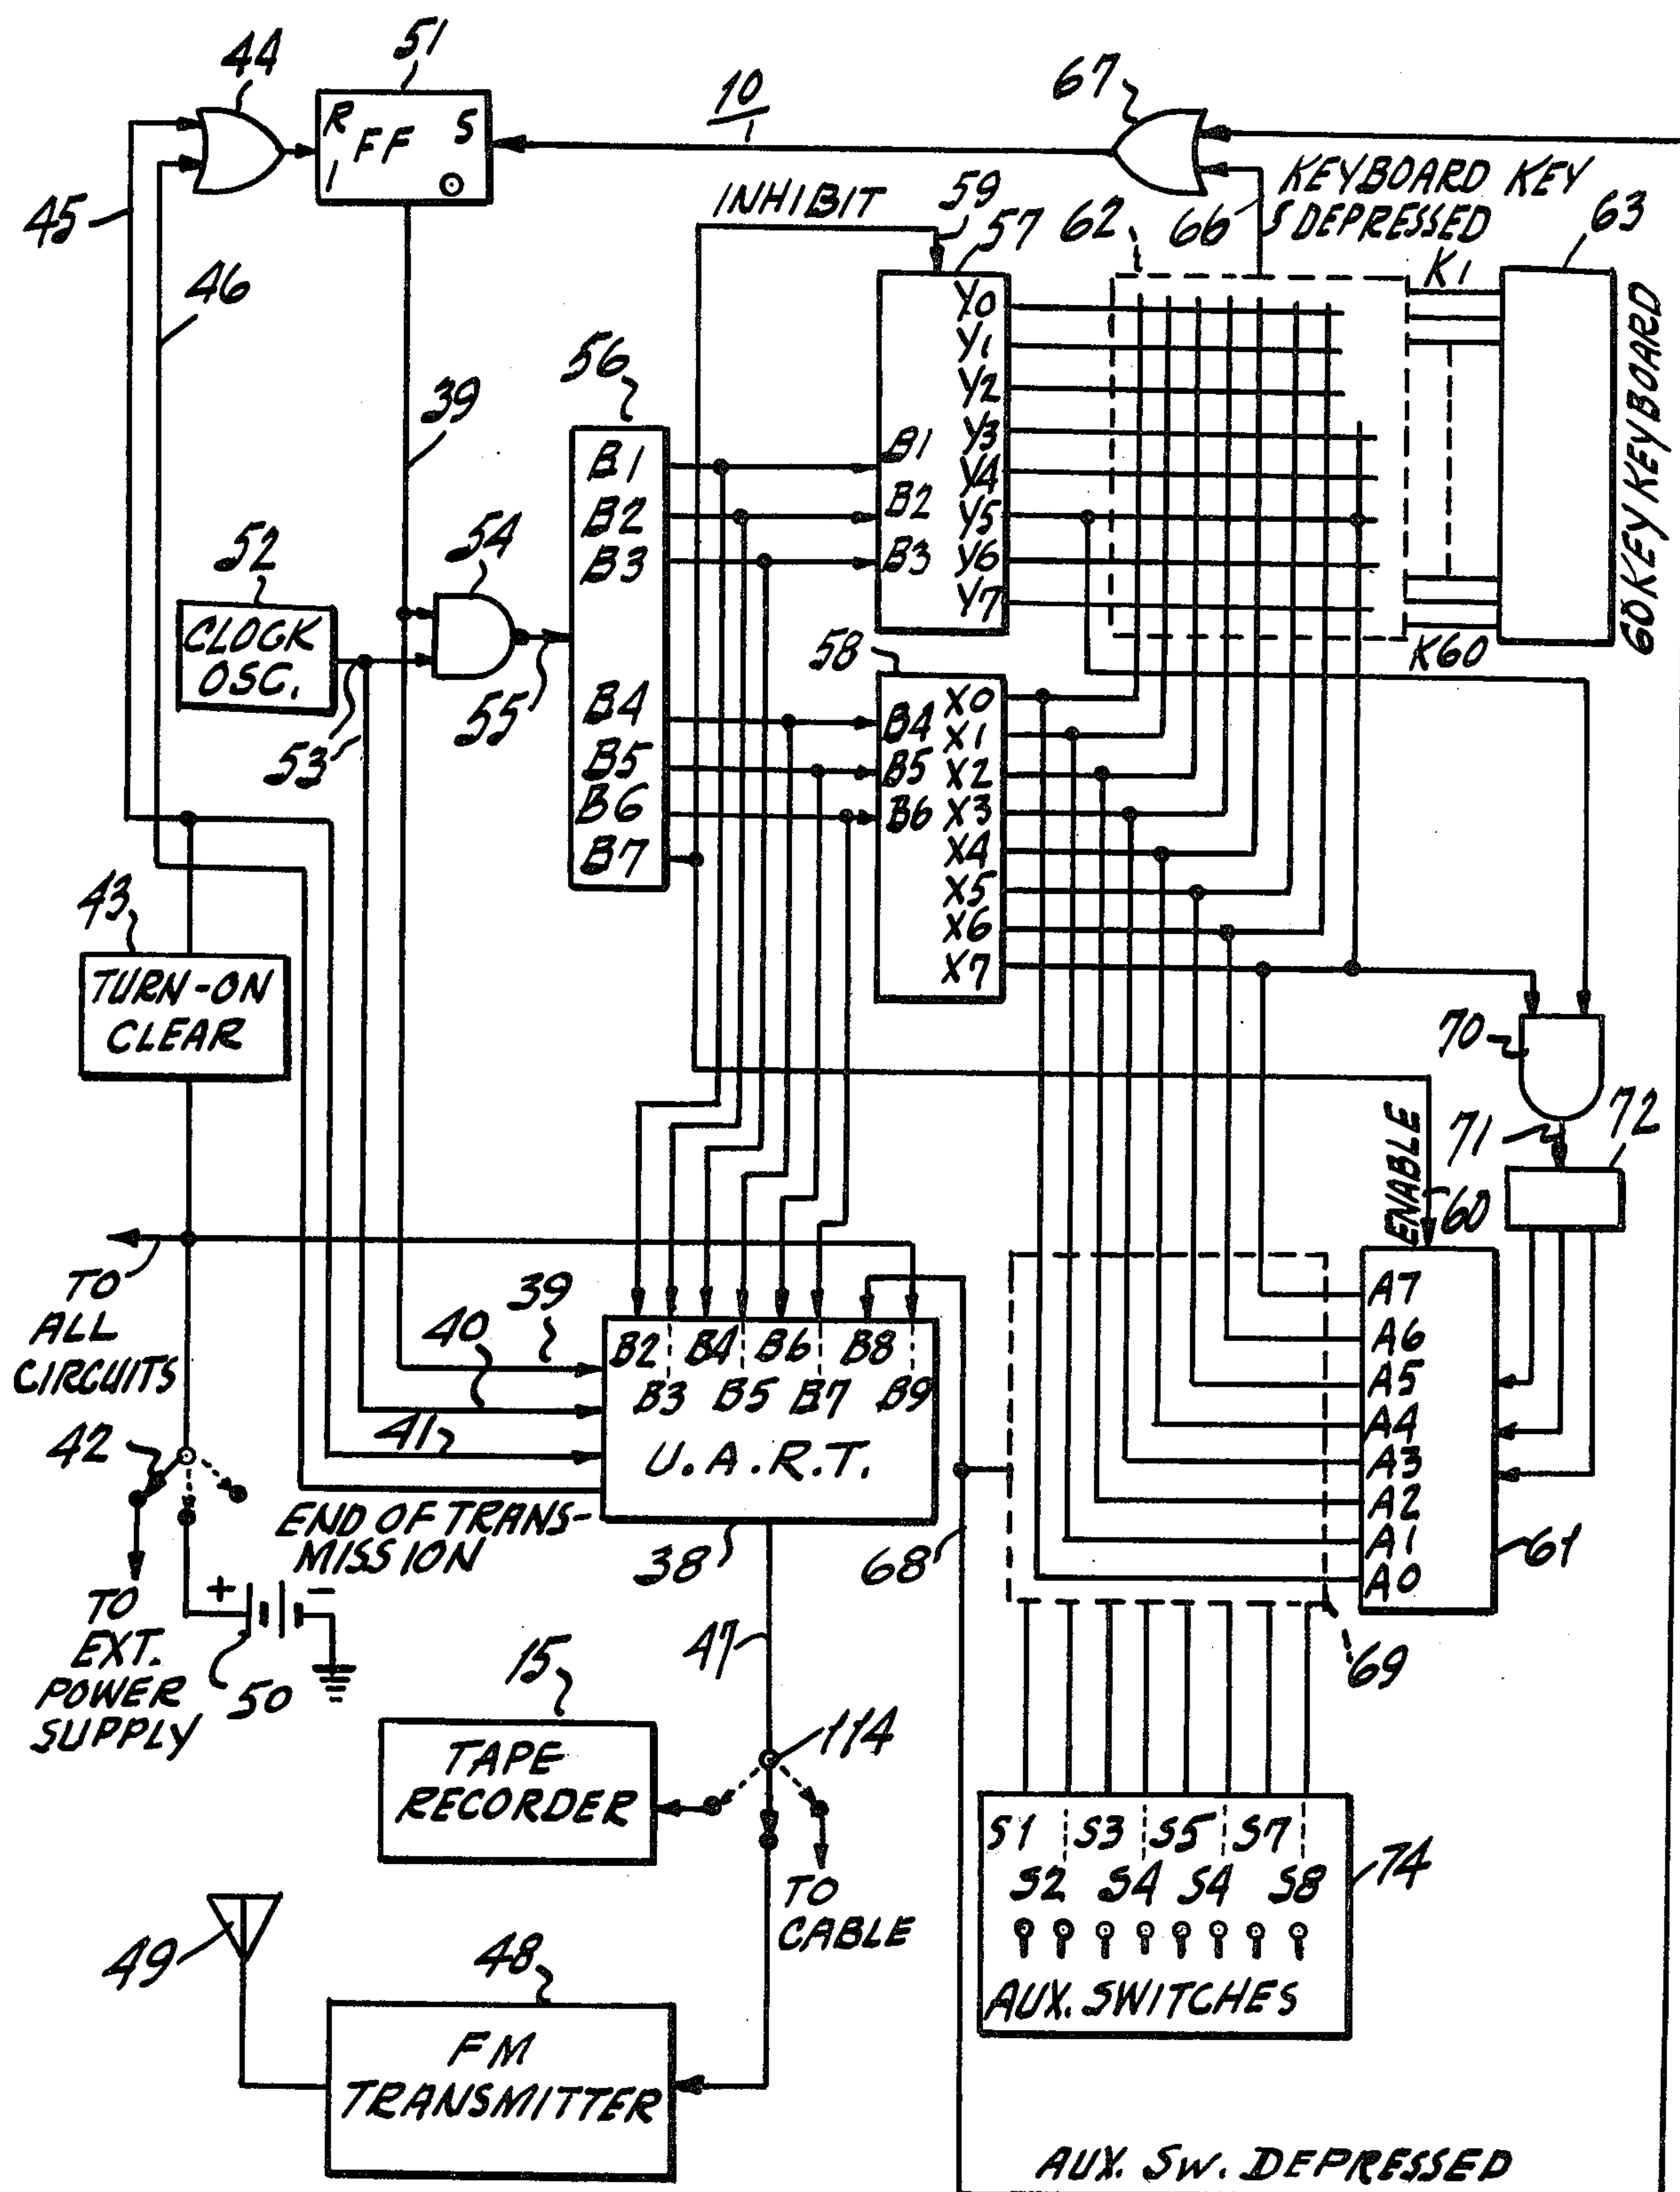 44
51
10
67
R FF S
1
45
46
INHIBIT
59
57
62
66
KEYBOARD KEY
S DEPRESSED
63
K1
K60
60 KEY KEYBOARD
39
56
B1
B2
B3
B4
B5
B6
B7
B1
B2
B3
Y0
Y1
Y2
Y3
Y4
Y5
Y6
Y7
52
CLOCK
OSC.
53
54
55
58
B4
B5
B6
X0
X1
X2
X3
X4
X5
X6
X7
43
TURN-ON
CLEAR
70
71
72
ENABLE
60
TO
ALL
CIRCUITS
39
40
41
B2 B4 B6 B8
B3 B5 B7 B9
U.A.R.T.
38
END OF TRANS-
MISSION
A7
A6
A5
A4
A3
A2
A1
A0
61
42
+ -
TO
EXT.
POWER
SUPPLY
50
47
68
69
15
TAPE
RECORDER
114
TO
CABLE
S1 S3 S5 S7
S2 S4 S4 S8
AUX. SWITCHES
74
49
48
FM
TRANSMITTER
AUX. SW. DEPRESSED